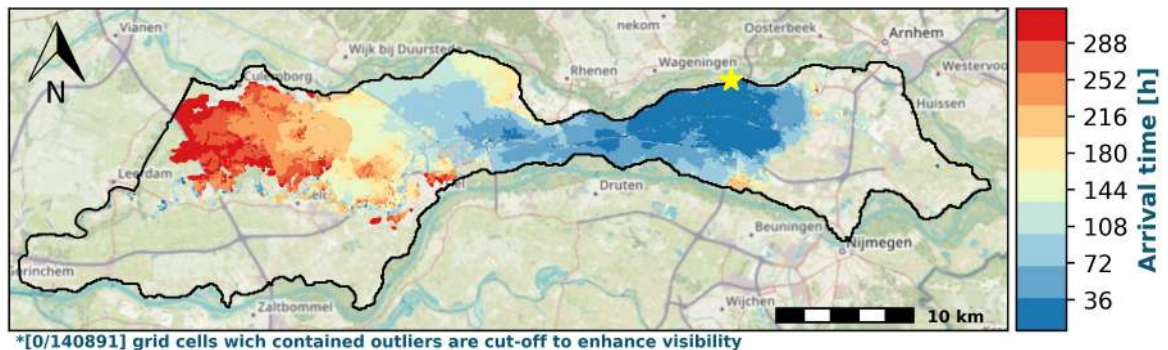 Vianen
nekom
Oosterbeek
Arnhem
Wijk bij Duurstede
Wageningen
Westervoo
Culemborg
Rhenen
Huissen
N
Leerdam
Druten
Beuningen
Nijmegen
Gorinchem
Zaltbommel
Wijchen
10 km
288
252
216
180
144
108
72
36
Arrival time [h]
*[0/140891] grid cells wich contained outliers are cut-off to enhance visibility